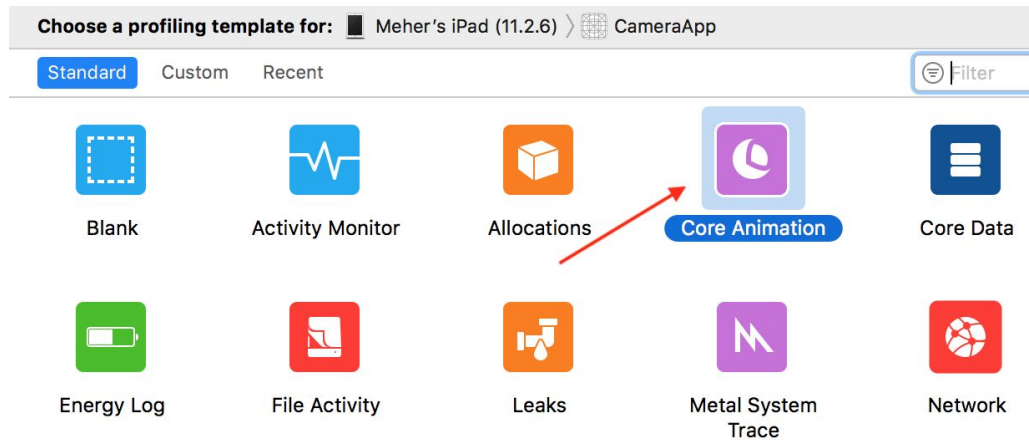 Choose a profiling template for: Meher's iPad (11.2.6) 〉 CameraApp
Standard Custom Recent Filter
Blank Activity Monitor Allocations Core Animation Core Data
Energy Log File Activity Leaks Metal System Trace Network